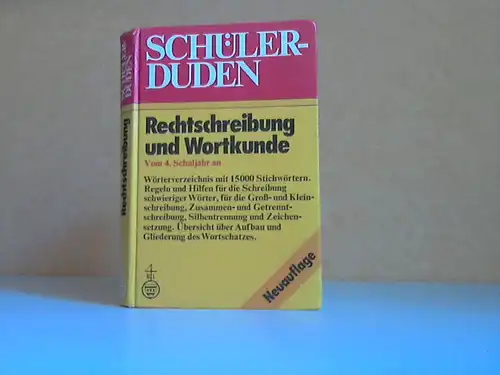 SCHÜLER-
DUDEN
Rechtschreibung
und Wortkunde
Vom 4. Schuljahr an
Wörterverzeichnis mit 15000 Stichwörtern.
Regeln und Hilfen für die Schreibung
schwieriger Wörter, für die Groß- und Klein-
schreibung, Zusammen- und Getrennt-
schreibung, Silbentrennung und Zeichen-
setzung. Übersicht über Aufbau und
Gliederung des Wortschatzes.
Neuauflage
SCHÜLER-
DUDEN
Rechtschreibung